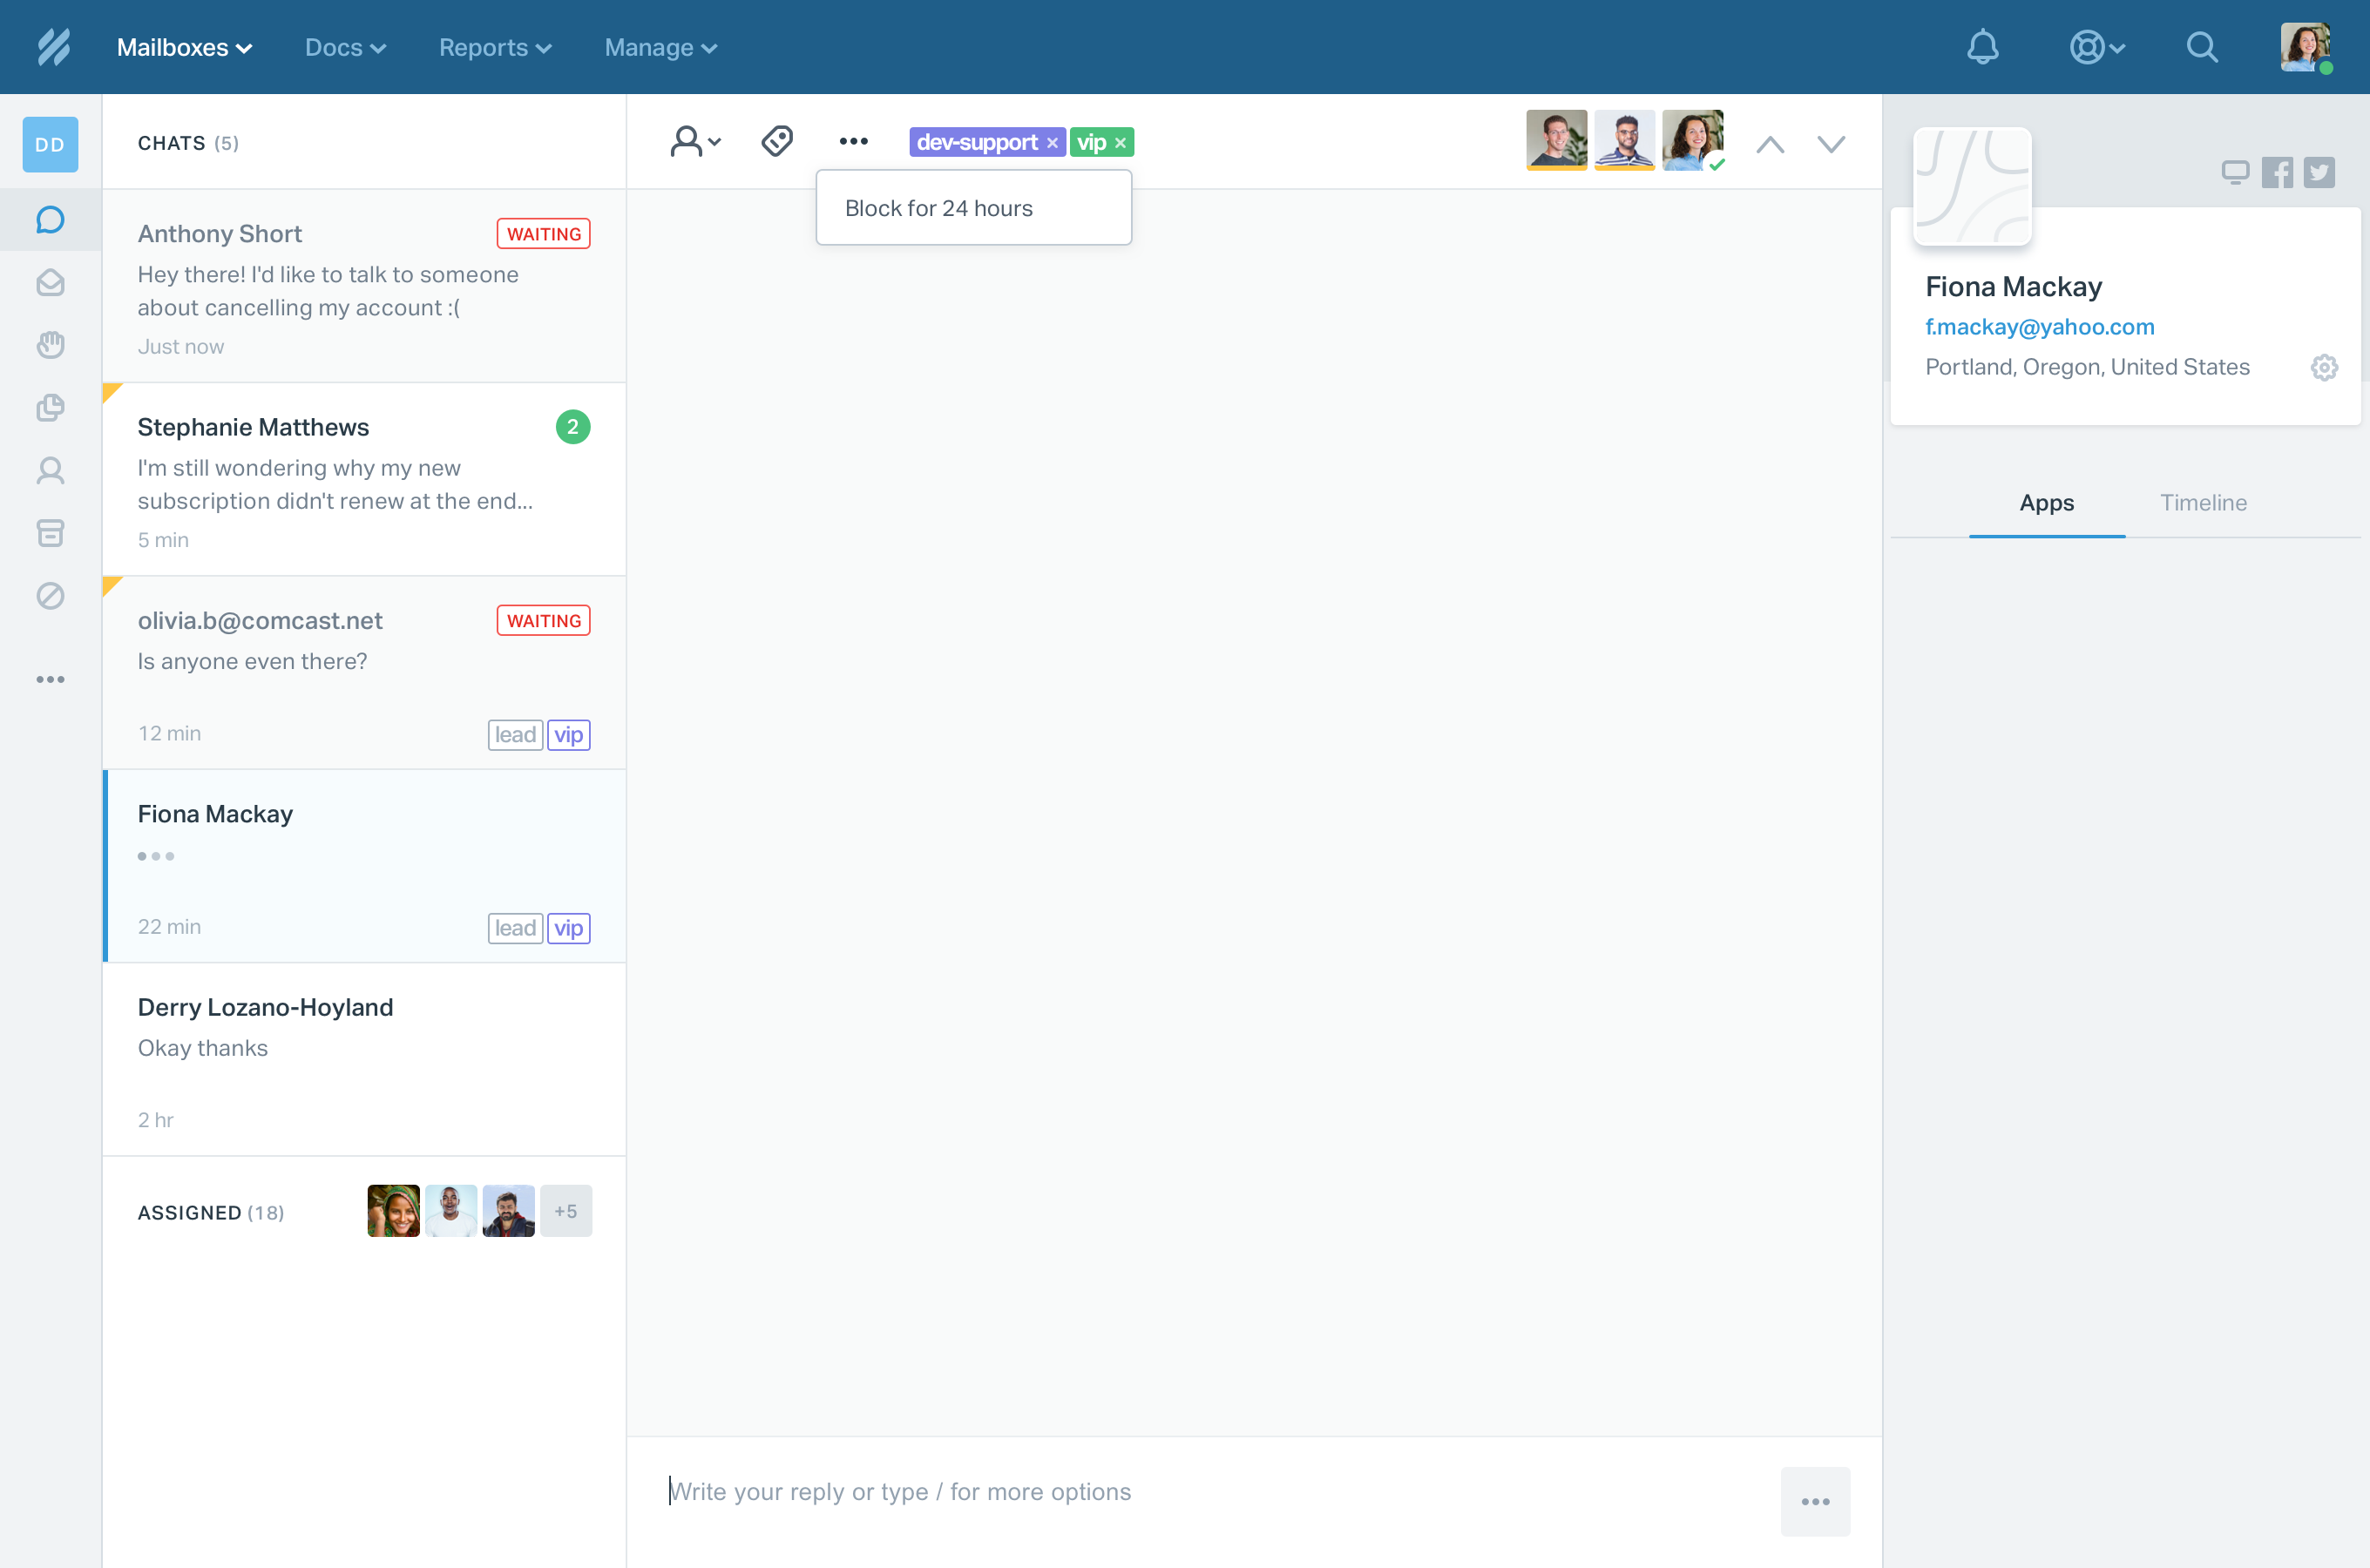 Mailboxes
Docs
Reports
Manage
DD
CHATS (5)
dev-support ×
vip ×
Block for 24 hours
Anthony Short
WAITING
Hey there! I'd like to talk to someone
about cancelling my account :(
Just now
Stephanie Matthews
2
I'm still wondering why my new
subscription didn't renew at the end...
5 min
olivia.b@comcast.net
WAITING
Is anyone even there?
12 min
lead
vip
Fiona Mackay
22 min
lead
vip
Derry Lozano-Hoyland
Okay thanks
2 hr
ASSIGNED (18)
+5
Write your reply or type / for more options
Fiona Mackay
f.mackay@yahoo.com
Portland, Oregon, United States
Apps
Timeline